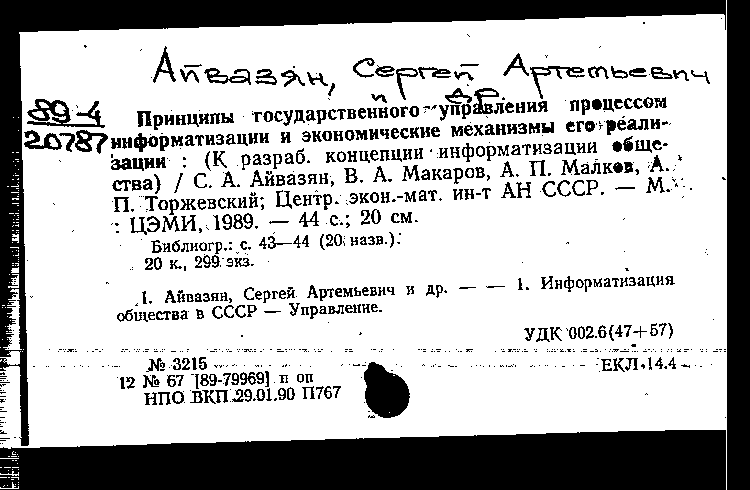 Айвазян, Сергей Артемьевич
и др.
89-4
20787
Принципы государственного управления процессом
информатизации и экономические механизмы его реали-
зации : (К разраб. концепции информатизации обще-
ства) / С. А. Айвазян, В. А. Макаров, А. П. Малков, А.
П. Торжевский; Центр. экон.-мат. ин-т АН СССР. — М.
: ЦЭМИ, 1989. — 44 с.; 20 см.
Библиогр.: с. 43—44 (20 назв.).
20 к., 299 экз.
1. Айвазян, Сергей Артемьевич и др. — — 1. Информатизация
общества в СССР — Управление.
УДК 002.6(47+57)
№ 3215
ЕКЛ 14.4
12 № 67 [89-79969] п оп
НПО ВКП 29.01.90 П767